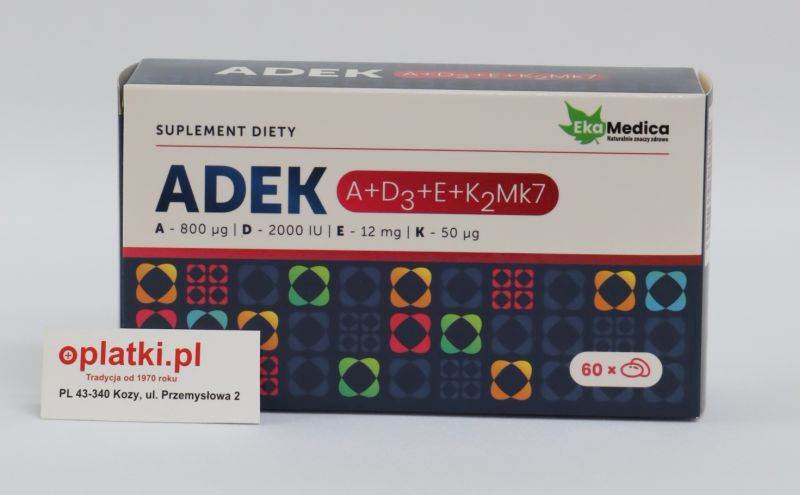 ADEK A+D3+E+K2Mk7
EkaMedica
Naturalnie znaczy zdrowo
SUPLEMENT DIETY
ADEK A+D3+E+K2Mk7
A - 800 µg | D - 2000 IU | E - 12 mg | K - 50 µg
60 ×
oplatki.pl
Tradycja od 1970 roku
PL 43-340 Kozy, ul. Przemysłowa 2